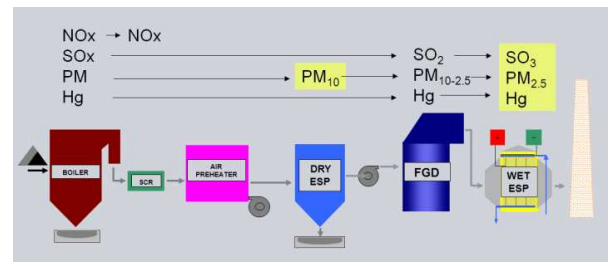 NOx → NOx
SOx → SO2 → SO3
PM → PM10 → PM10-2.5 → PM2.5
Hg → Hg → Hg
BOILER
SCR
AIR PREHEATER
DRY ESP
FGD
WET ESP